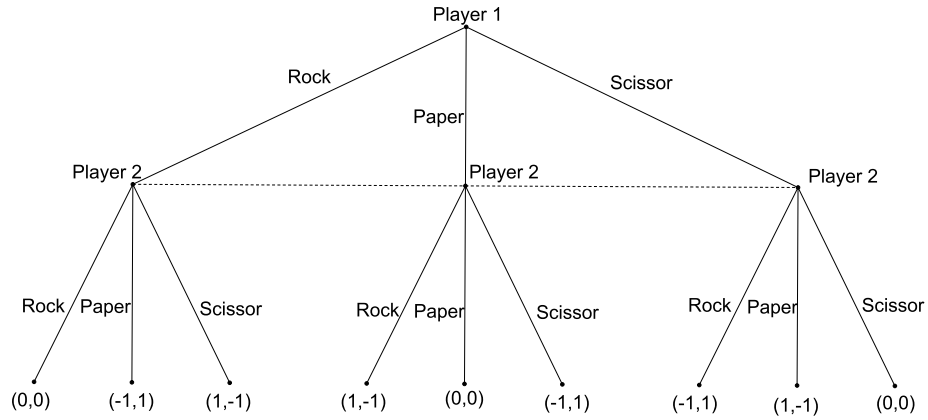 Player 1
Rock
Scissor
Paper
Player 2
Player 2
Player 2
Rock
Paper
Scissor
Rock
Paper
Scissor
Rock
Paper
Scissor
(0,0)
(-1,1)
(1,-1)
(1,-1)
(0,0)
(-1,1)
(-1,1)
(1,-1)
(0,0)